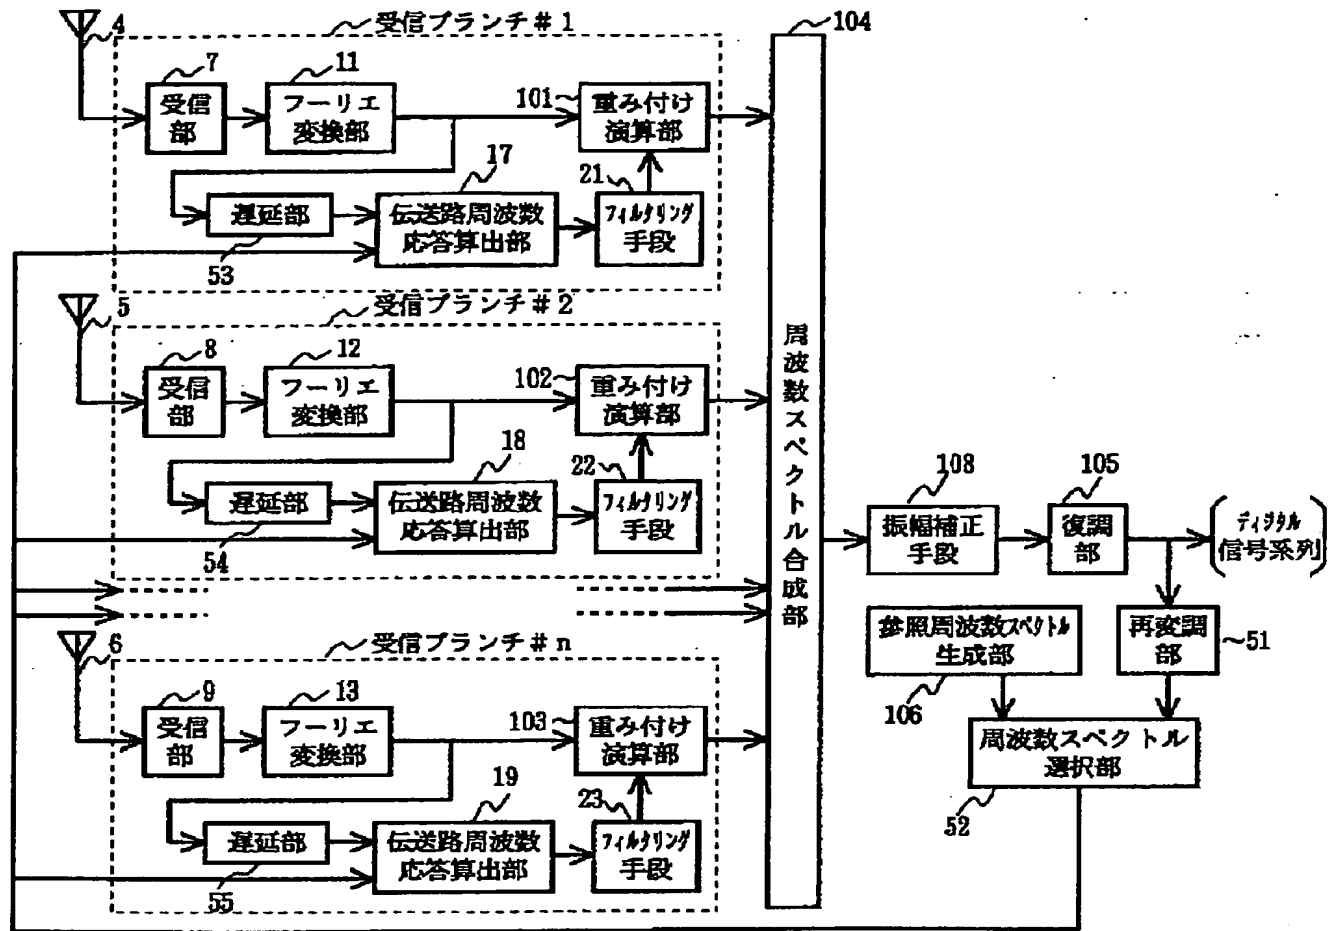 4
受信ブランチ#1
104
7
受信
部
11
フーリエ
変換部
101
重み付け
演算部
遅延部
53
17
伝送路周波数
応答算出部
21
フィルタリング
手段
5
受信ブランチ#2
8
受信
部
12
フーリエ
変換部
102
重み付け
演算部
遅延部
54
18
伝送路周波数
応答算出部
22
フィルタリング
手段
6
受信ブランチ#n
9
受信
部
13
フーリエ
変換部
103
重み付け
演算部
遅延部
55
19
伝送路周波数
応答算出部
23
フィルタリング
手段
周波数スペクトル合成部
108
振幅補正
手段
105
復調
部
ディジタル
信号系列
参照周波数スペクトル
生成部
106
再変調
部
51
周波数スペクトル
選択部
52